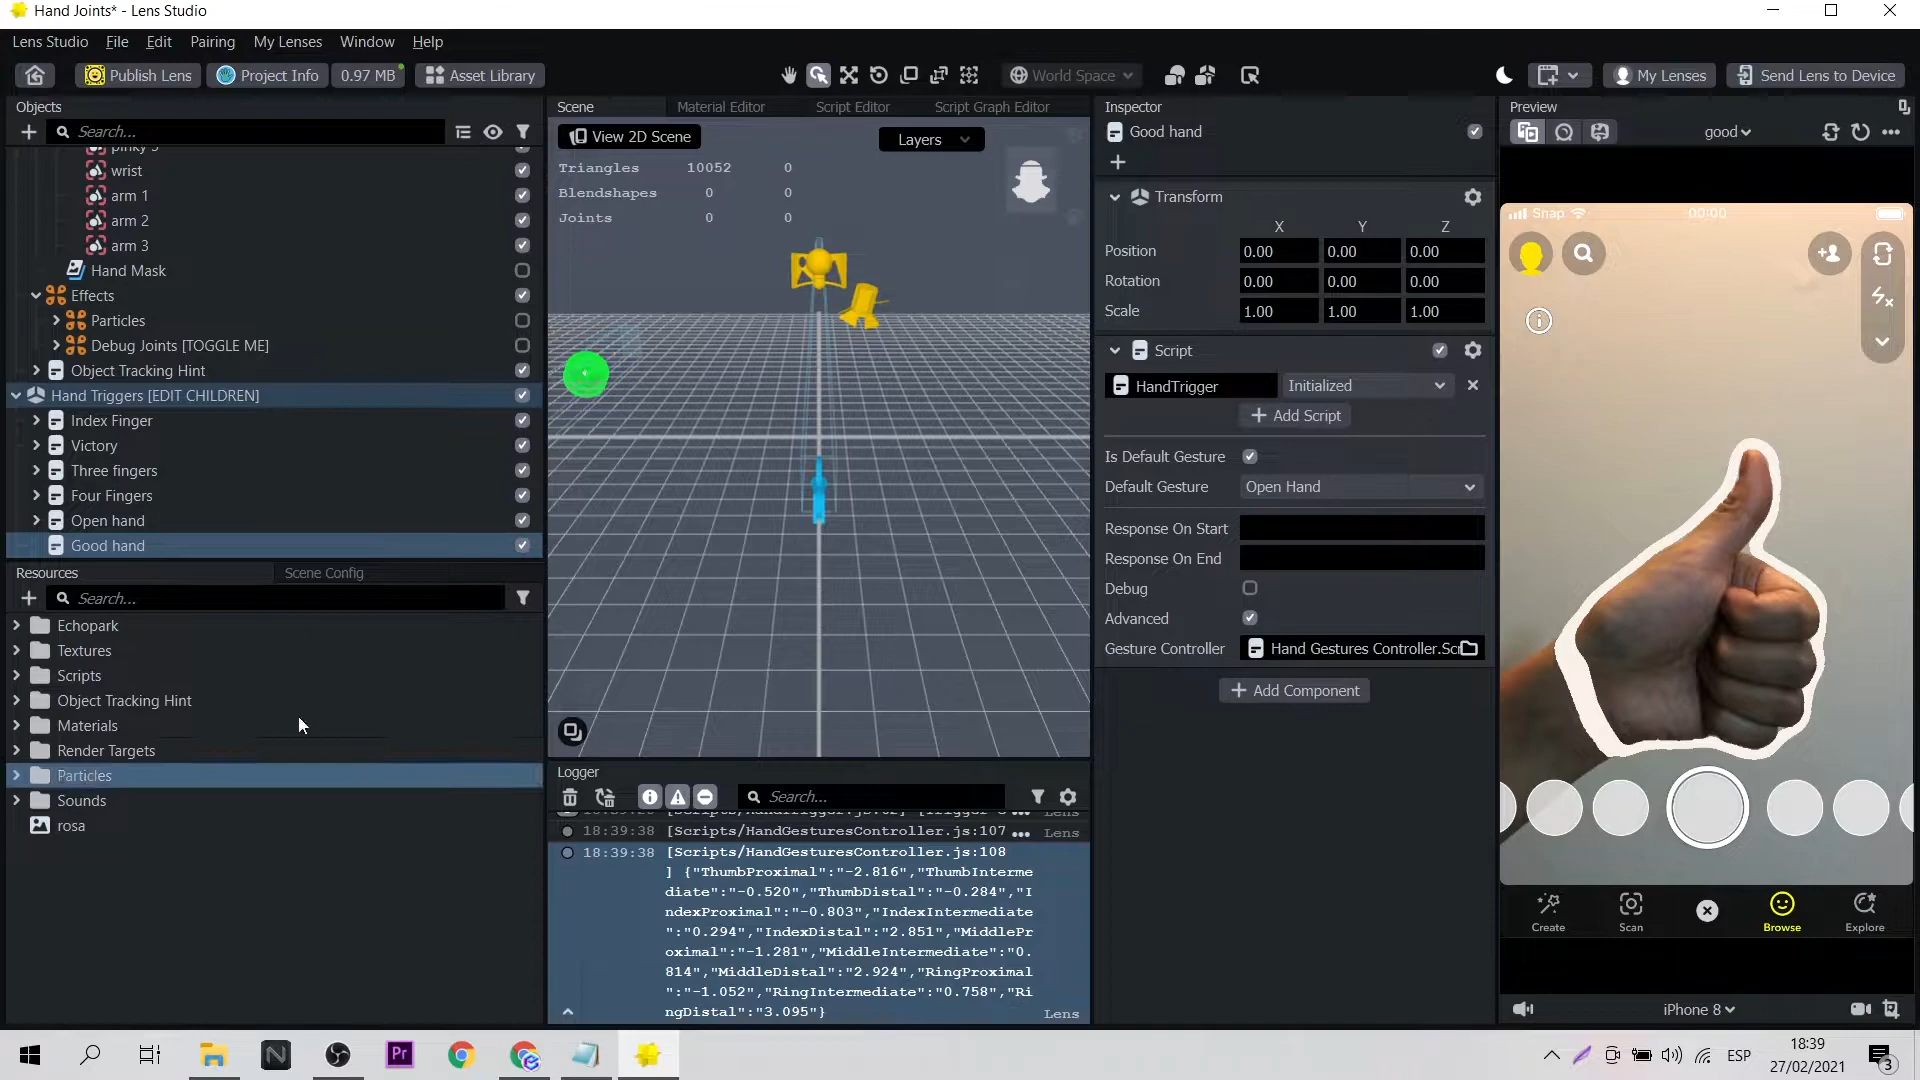 Hand Joints* - Lens Studio
Lens Studio File Edit Pairing My Lenses Window Help
Publish Lens Project Info 0.97 MB Asset Library World Space My Lenses Send Lens to Device
Objects
Search...
pinky 3
wrist
arm 1
arm 2
arm 3
Hand Mask
Effects
Particles
Debug Joints [TOGGLE ME]
Object Tracking Hint
Hand Triggers [EDIT CHILDREN]
Index Finger
Victory
Three fingers
Four Fingers
Open hand
Good hand
Resources Scene Config
Search...
Echopark
Textures
Scripts
Object Tracking Hint
Materials
Render Targets
Particles
Sounds
rosa
Scene Material Editor Script Editor Script Graph Editor
View 2D Scene Layers
Triangles 10052 0
Blendshapes 0 0
Joints 0 0
Logger
Search...
18:39:38 [Scripts/HandGesturesController.js:107 ... Lens
18:39:38 [Scripts/HandGesturesController.js:108
] {"ThumbProximal":"-2.816","ThumbInterme
diate":"-0.520","ThumbDistal":"-0.284","I
ndexProximal":"-0.803","IndexIntermediate
":"0.294","IndexDistal":"2.851","MiddlePr
oximal":"-1.281","MiddleIntermediate":"0.
814","MiddleDistal":"2.924","RingProximal
":"-1.052","RingIntermediate":"0.758","Ri
ngDistal":"3.095"}
Lens
Inspector
Good hand
Transform
X Y Z
Position 0.00 0.00 0.00
Rotation 0.00 0.00 0.00
Scale 1.00 1.00 1.00
Script
HandTrigger Initialized
Add Script
Is Default Gesture
Default Gesture Open Hand
Response On Start
Response On End
Debug
Advanced
Gesture Controller Hand Gestures Controller.Scr
Add Component
Preview
good
Snap 00:00
Create Scan Browse Explore
iPhone 8
ESP
18:39
27/02/2021
3